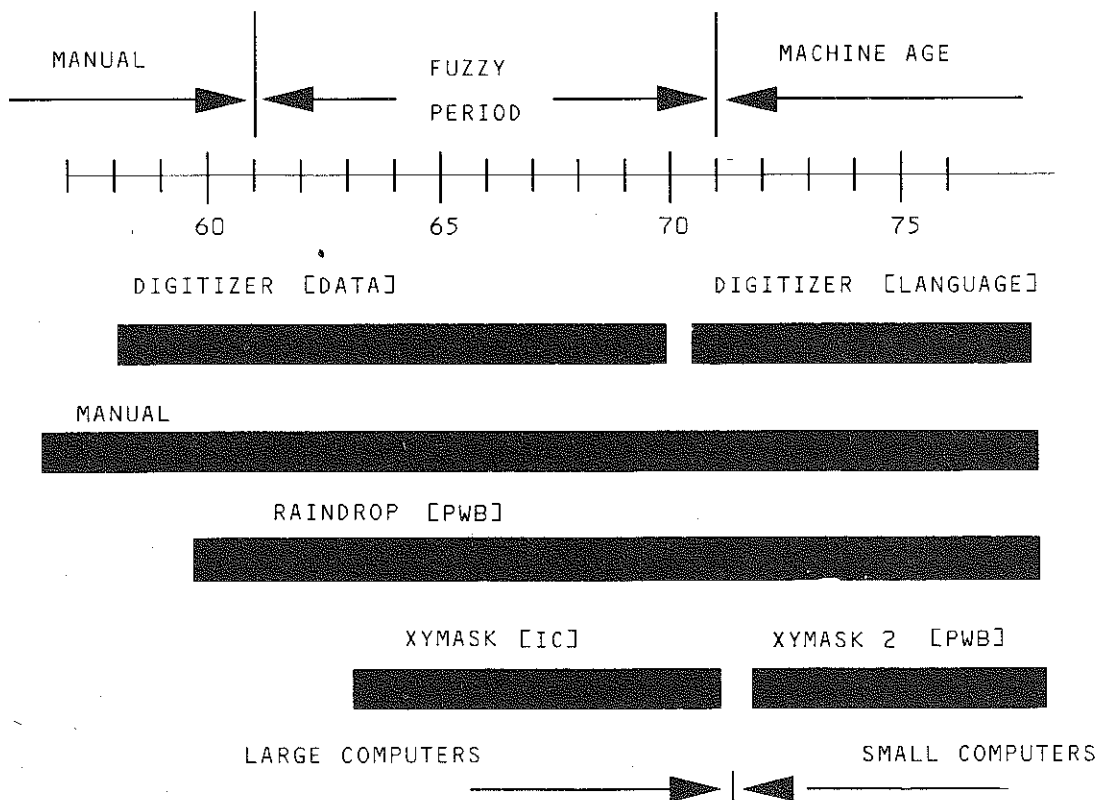 MANUAL
FUZZY
PERIOD
MACHINE AGE
60 65 70 75
DIGITIZER [DATA]
DIGITIZER [LANGUAGE]
MANUAL
RAINDROP [PWB]
XYMASK [IC]
XYMASK 2 [PWB]
LARGE COMPUTERS
SMALL COMPUTERS